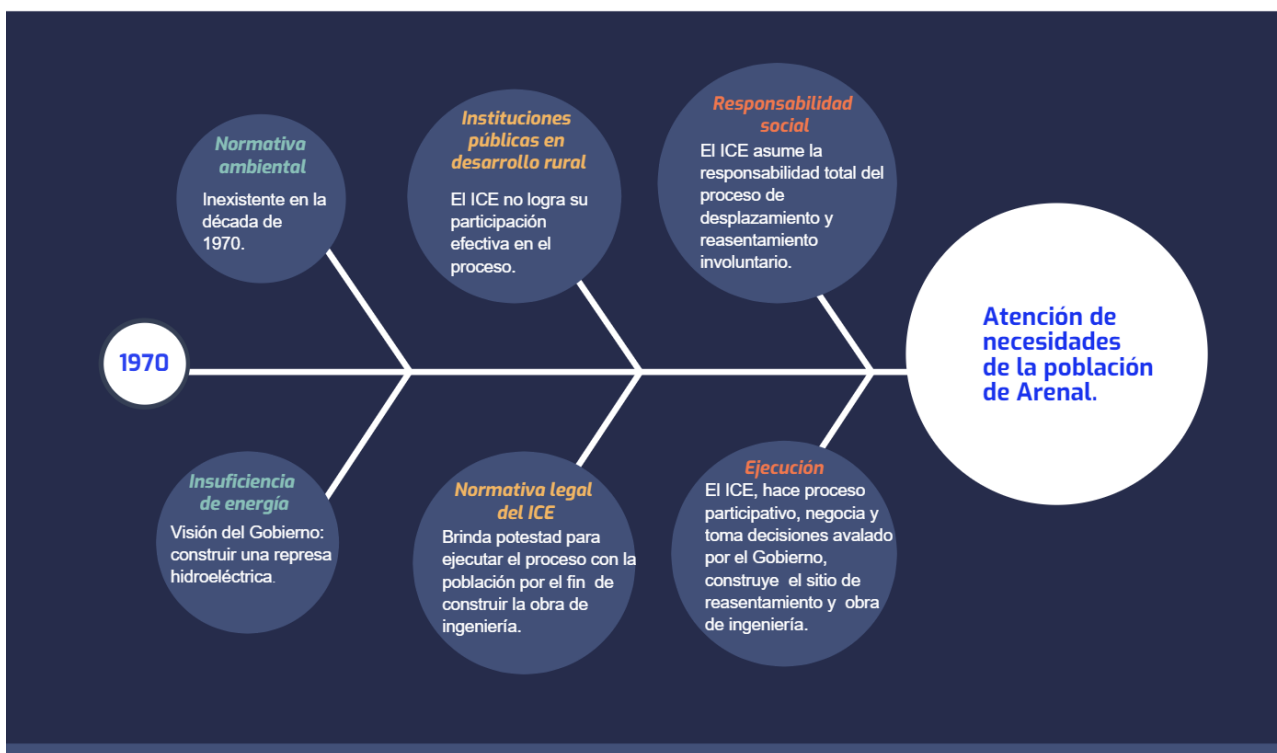 Normativa
ambiental
Inexistente en la
década de
1970.
Instituciones
públicas en
desarrollo rural
El ICE no logra su
participación
efectiva en el
proceso.
Responsabilidad
social
El ICE asume la
responsabilidad total del
proceso de
desplazamiento y
reasentamiento
involuntario.
1970
Atención de
necesidades
de la población
de Arenal.
Insuficiencia
de energía
Visión del Gobierno:
construir una represa
hidroeléctrica.
Normativa legal
del ICE
Brinda potestad para
ejecutar el proceso con la
población por el fin de
construir la obra de
ingeniería.
Ejecución
El ICE, hace proceso
participativo, negocia y
toma decisiones avalado
por el Gobierno,
construye el sitio de
reasentamiento y obra
de ingeniería.